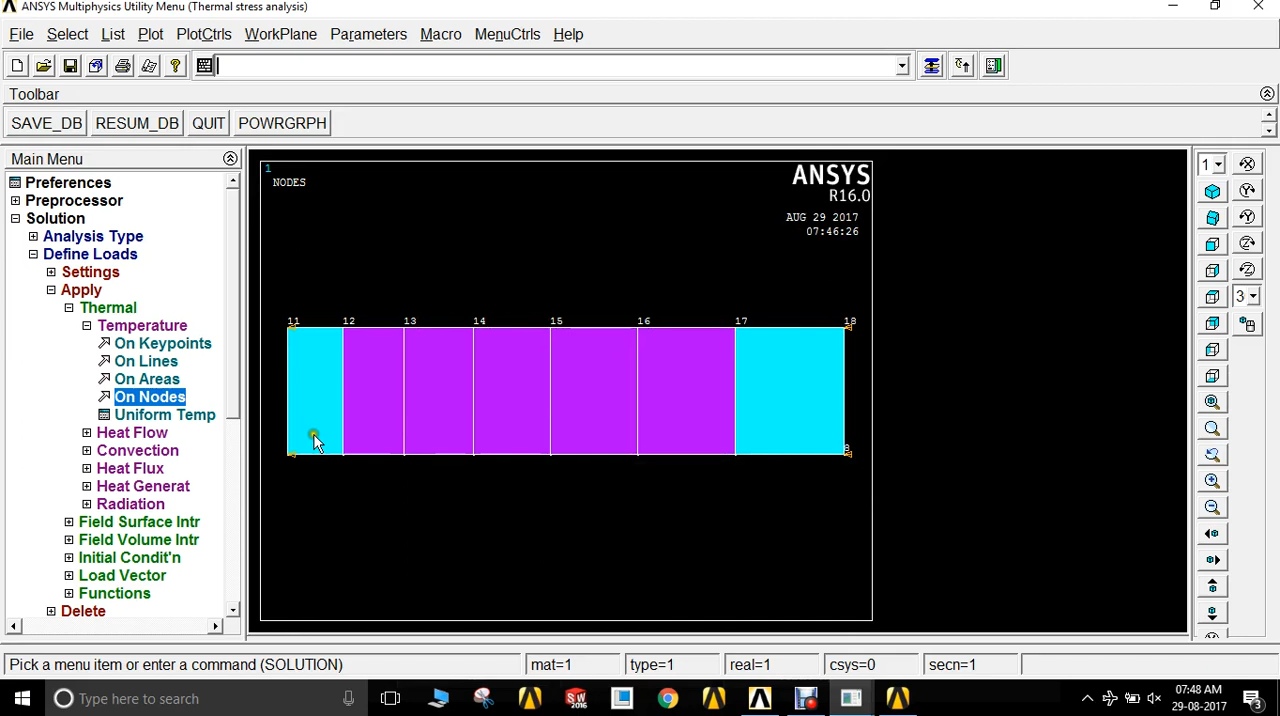 ANSYS Multiphysics Utility Menu (Thermal stress analysis)
File Select List Plot PlotCtrls WorkPlane Parameters Macro MenuCtrls Help
Toolbar
SAVE_DB RESUM_DB QUIT POWRGRPH
Main Menu
Preferences
Preprocessor
Solution
Analysis Type
Define Loads
Settings
Apply
Thermal
Temperature
On Keypoints
On Lines
On Areas
On Nodes
Uniform Temp
Heat Flow
Convection
Heat Flux
Heat Generat
Radiation
Field Surface Intr
Field Volume Intr
Initial Condit'n
Load Vector
Functions
Delete
1
NODES
ANSYS
R16.0
AUG 29 2017
07:46:26
11 12 13 14 15 16 17 18
1
3
Pick a menu item or enter a command (SOLUTION) mat=1 type=1 real=1 csys=0 secn=1
Type here to search
SW
2016
07:48 AM
29-08-2017
3